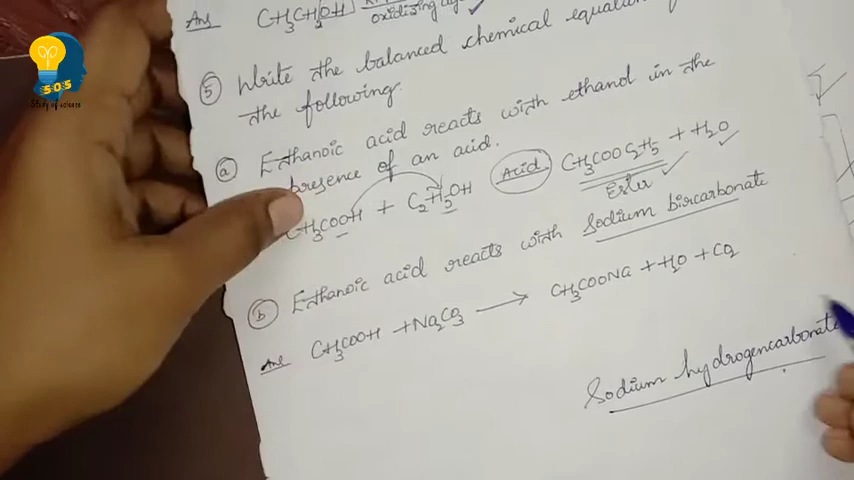 Ans CH3CH2OH
oxidizing
5 Write the balanced chemical equation
the following.
a Ethanoic acid reacts with ethanol in the
presence of an acid.
CH3COOH + C2H5OH Acid CH3COOC2H5 + H2O
Ester
b Ethanoic acid reacts with Sodium bircarbonate
Ans CH3COOH + Na2CO3 → CH3COONa + H2O + CO2
Sodium hydrogencarbonate
S.O.S
Study of science